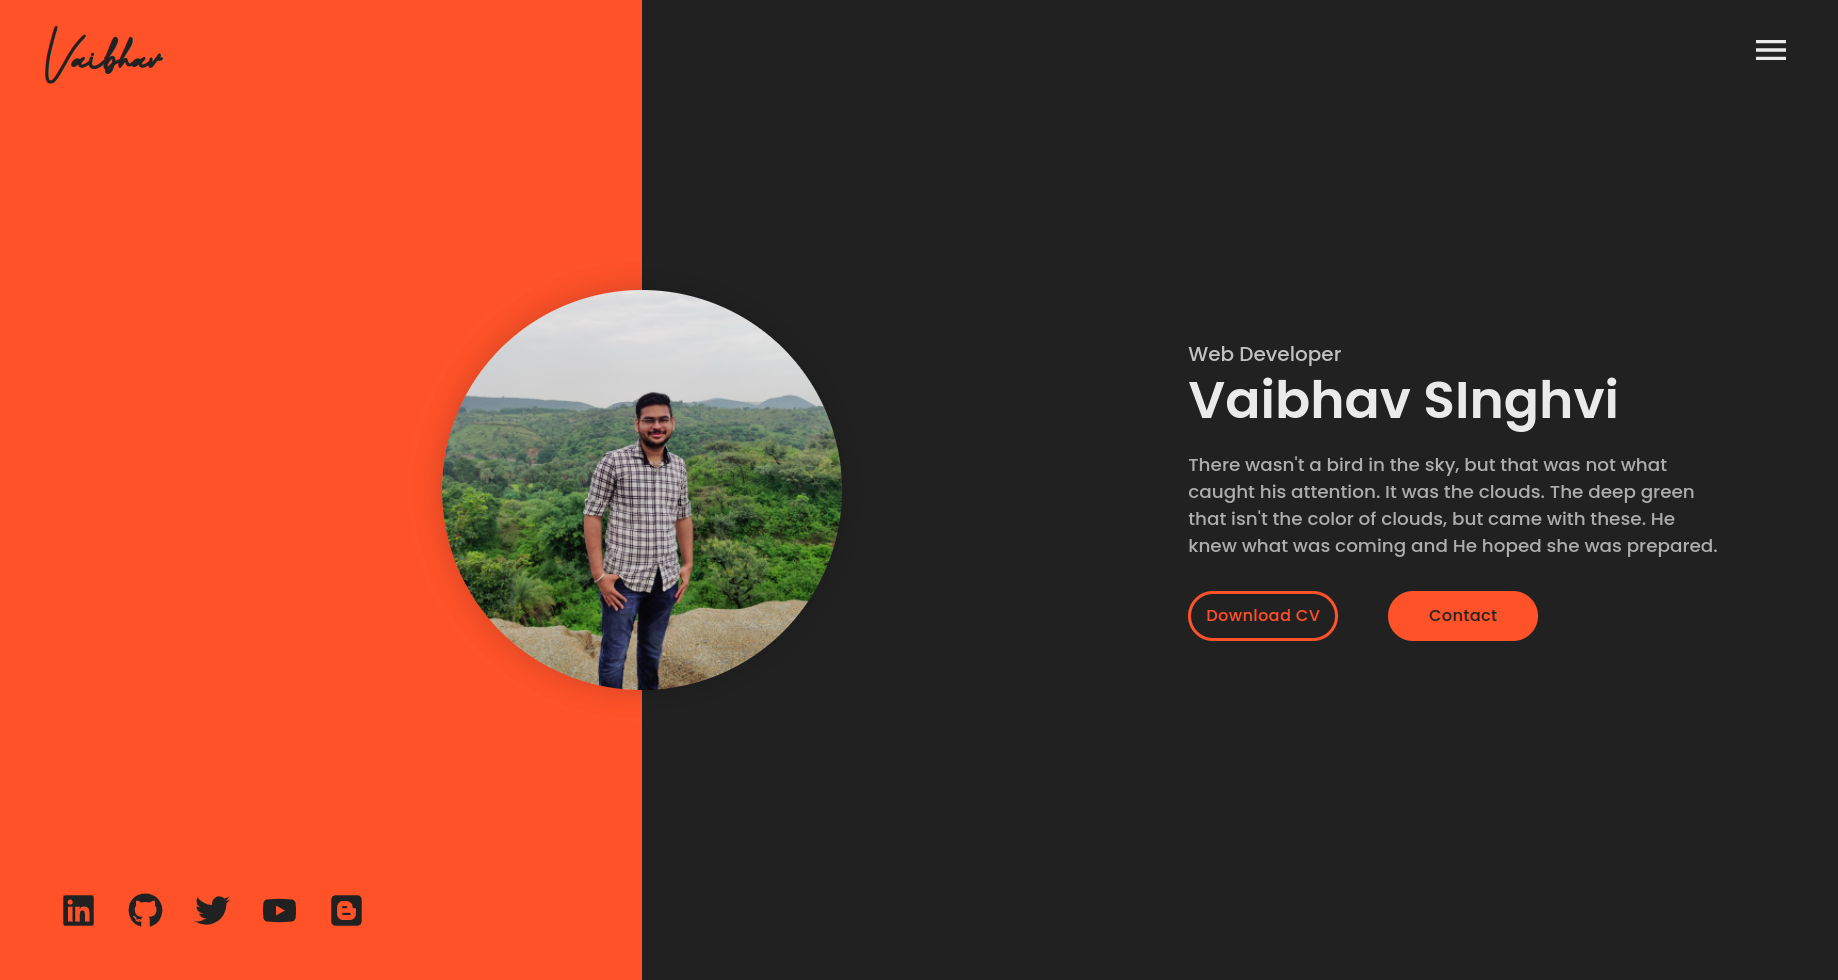 Vaibhav
Web Developer
Vaibhav SInghvi
There wasn't a bird in the sky, but that was not what
caught his attention. It was the clouds. The deep green
that isn't the color of clouds, but came with these. He
knew what was coming and He hoped she was prepared.
Download CV
Contact
in